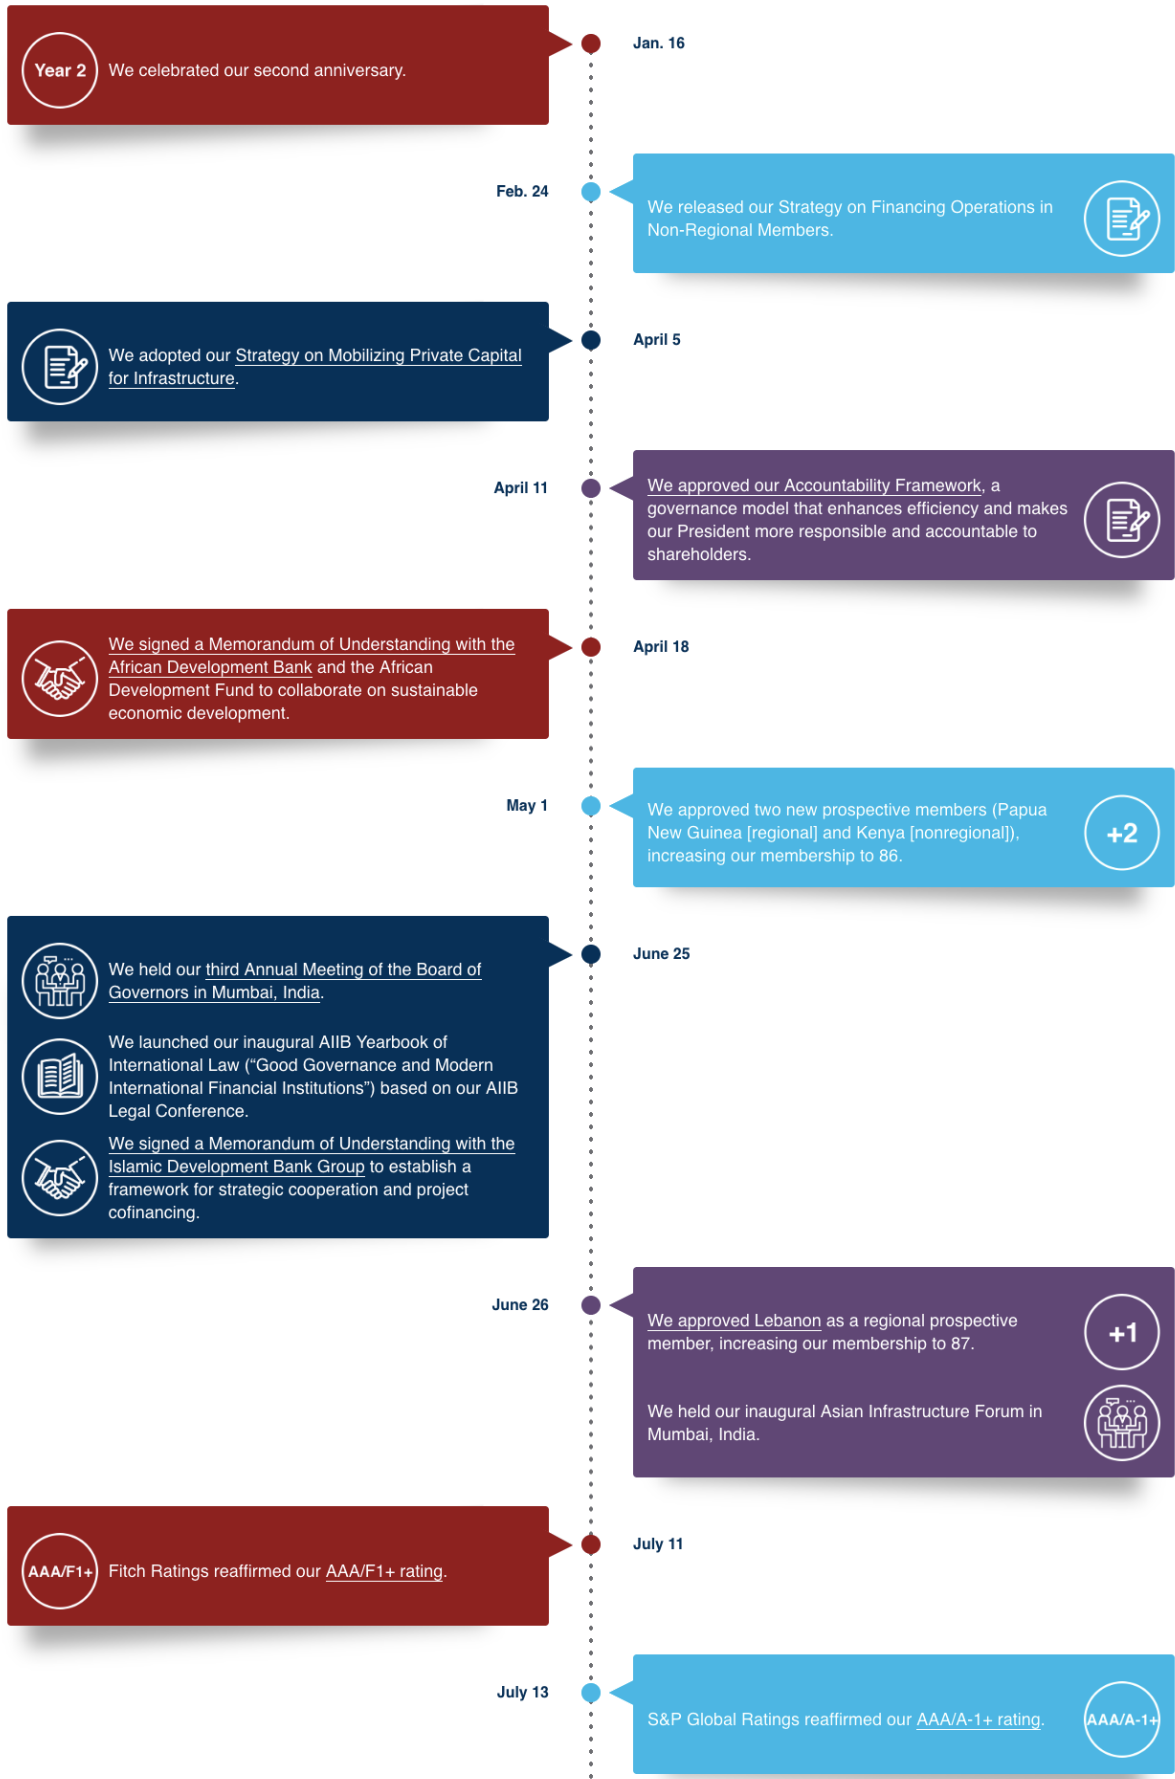 Year 2
We celebrated our second anniversary.
Jan. 16
Feb. 24
We released our Strategy on Financing Operations in
Non-Regional Members.
We adopted our Strategy on Mobilizing Private Capital
for Infrastructure.
April 5
April 11
We approved our Accountability Framework, a
governance model that enhances efficiency and makes
our President more responsible and accountable to
shareholders.
We signed a Memorandum of Understanding with the
African Development Bank and the African
Development Fund to collaborate on sustainable
economic development.
April 18
May 1
We approved two new prospective members (Papua
New Guinea [regional] and Kenya [nonregional]),
increasing our membership to 86.
+2
We held our third Annual Meeting of the Board of
Governors in Mumbai, India.
We launched our inaugural AIIB Yearbook of
International Law (“Good Governance and Modern
International Financial Institutions”) based on our AIIB
Legal Conference.
We signed a Memorandum of Understanding with the
Islamic Development Bank Group to establish a
framework for strategic cooperation and project
cofinancing.
June 25
June 26
We approved Lebanon as a regional prospective
member, increasing our membership to 87.
+1
We held our inaugural Asian Infrastructure Forum in
Mumbai, India.
AAA/F1+
Fitch Ratings reaffirmed our AAA/F1+ rating.
July 11
July 13
S&P Global Ratings reaffirmed our AAA/A-1+ rating.
AAA/A-1+